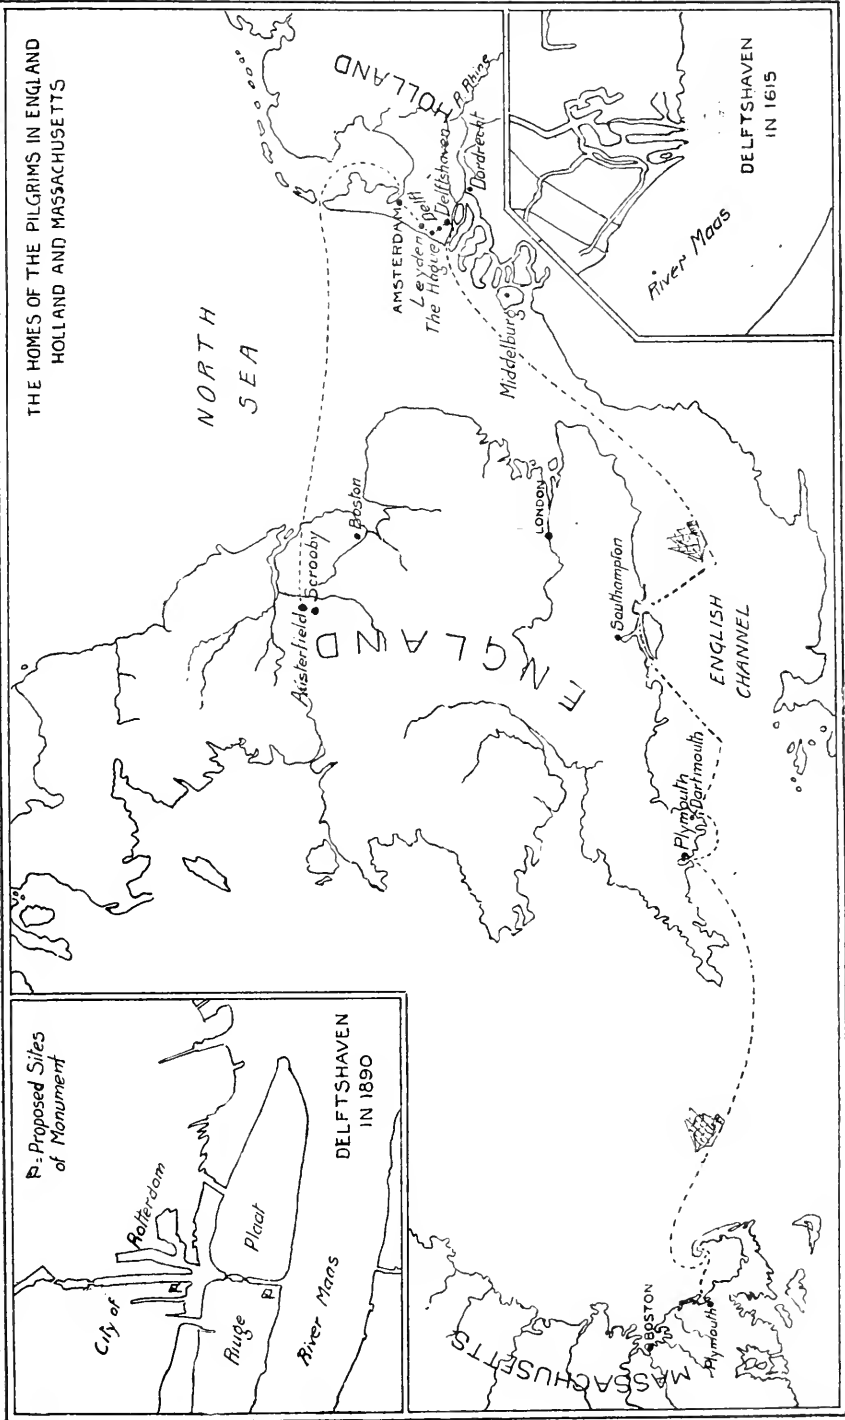 THE HOMES OF THE PILGRIMS IN ENGLAND
HOLLAND AND MASSACHUSETTS
NORTH
SEA
HOLLAND
R. Rhine
AMSTERDAM
Leyden
Delft
The Hague
Delftshaven
Dordrecht
Middelburg
DELFTSHAVEN
IN 1615
River Maas
Boston
Scrooby
Austerfield
ENGLAND
LONDON
Southampton
ENGLISH
CHANNEL
Plymouth
Dartmouth
P=Proposed Sites
of Monument
City of
Rotterdam
P
Ruige
Plaat
P
River Maas
DELFTSHAVEN
IN 1890
MASSACHUSETTS
BOSTON
Plymouth